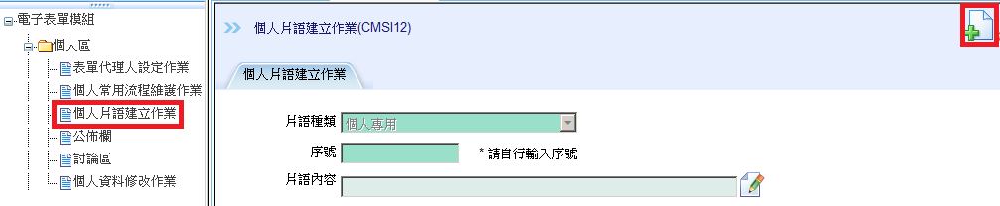 電子表單模組
個人區
表單代理人設定作業
個人常用流程維護作業
個人片語建立作業
公佈欄
討論區
個人資料修改作業
個人片語建立作業(CMSI12)
個人片語建立作業
片語種類 個人專用
序號 * 請自行輸入序號
片語內容